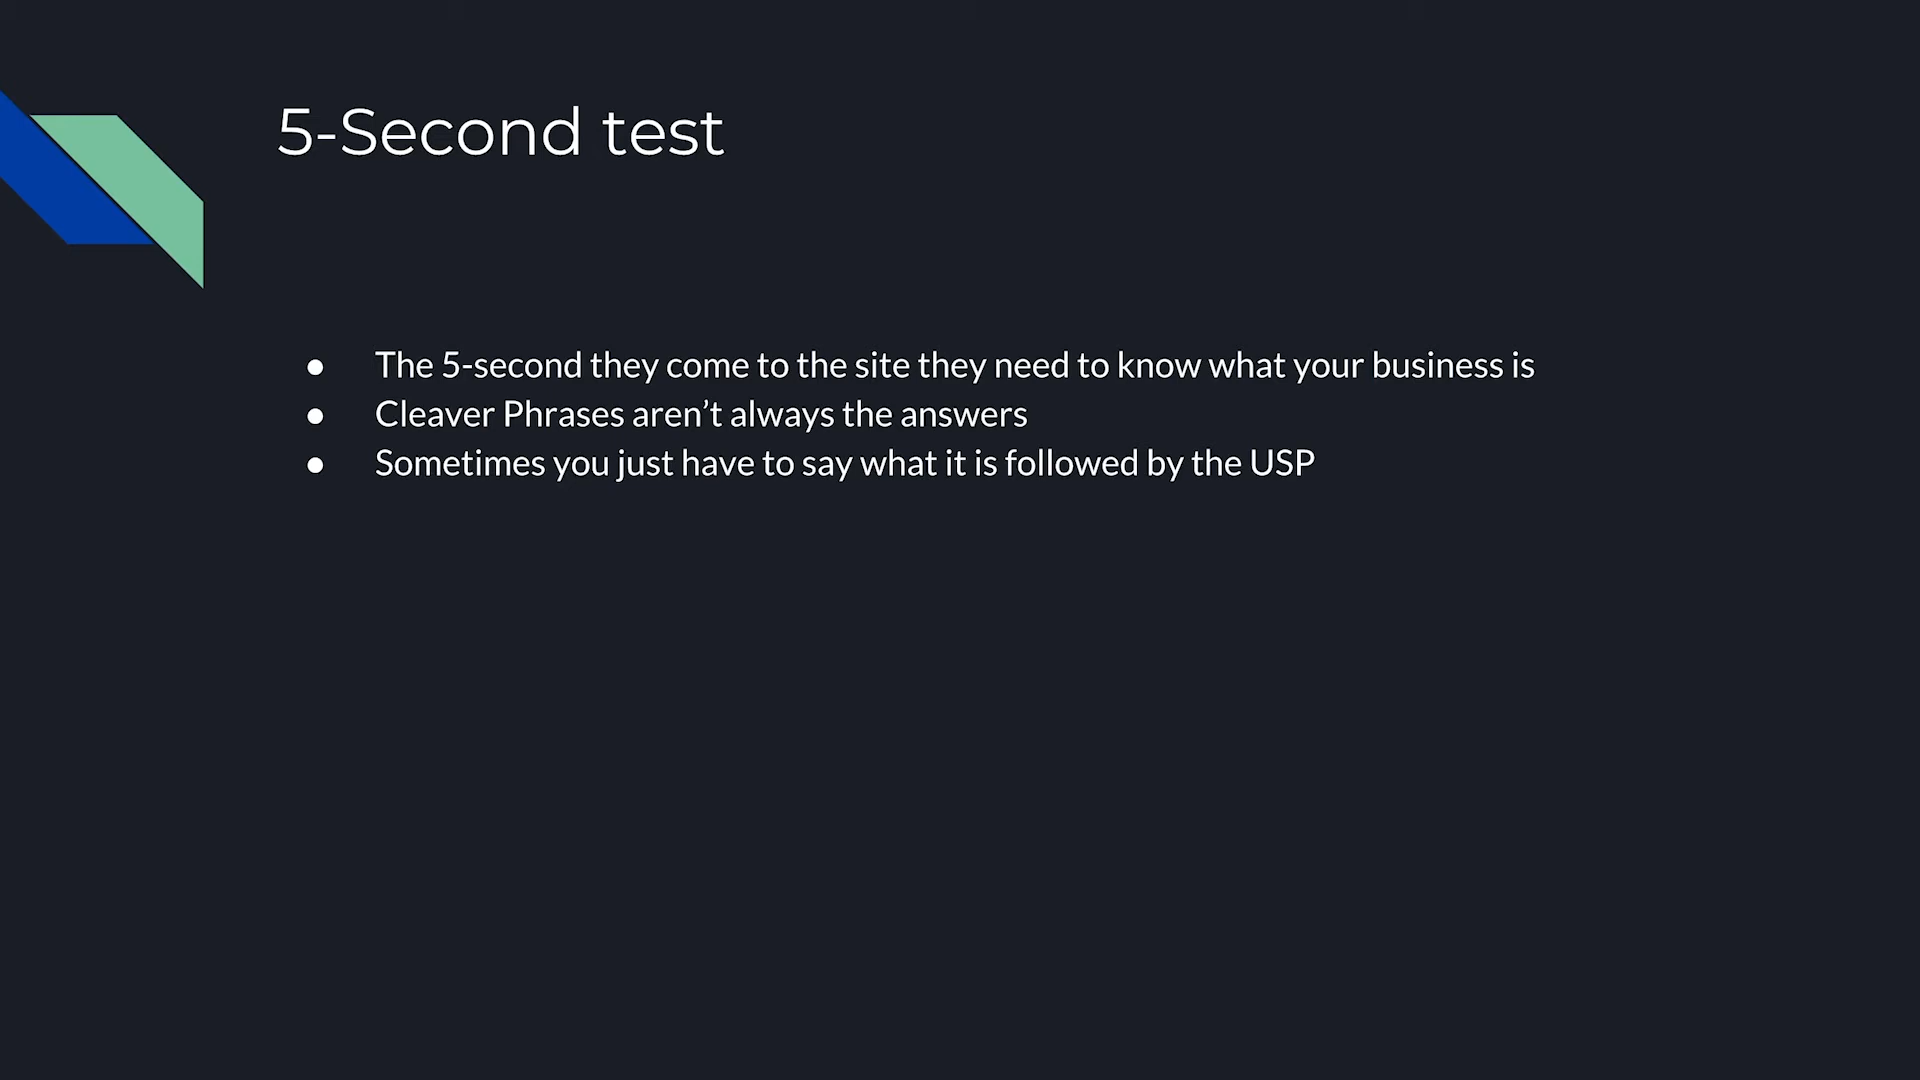 5-Second test
● The 5-second they come to the site they need to know what your business is
● Cleaver Phrases aren’t always the answers
● Sometimes you just have to say what it is followed by the USP